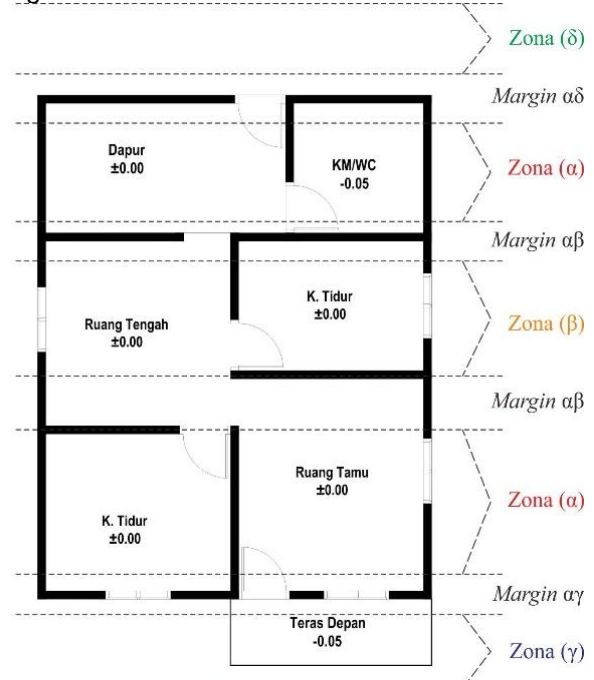 Zona (δ)
Margin αδ
Dapur
±0.00
KM/WC
-0.05
Zona (α)
Margin αβ
K. Tidur
±0.00
Ruang Tengah
±0.00
Zona (β)
Margin αβ
Ruang Tamu
±0.00
Zona (α)
K. Tidur
±0.00
Margin αγ
Teras Depan
-0.05
Zona (γ)